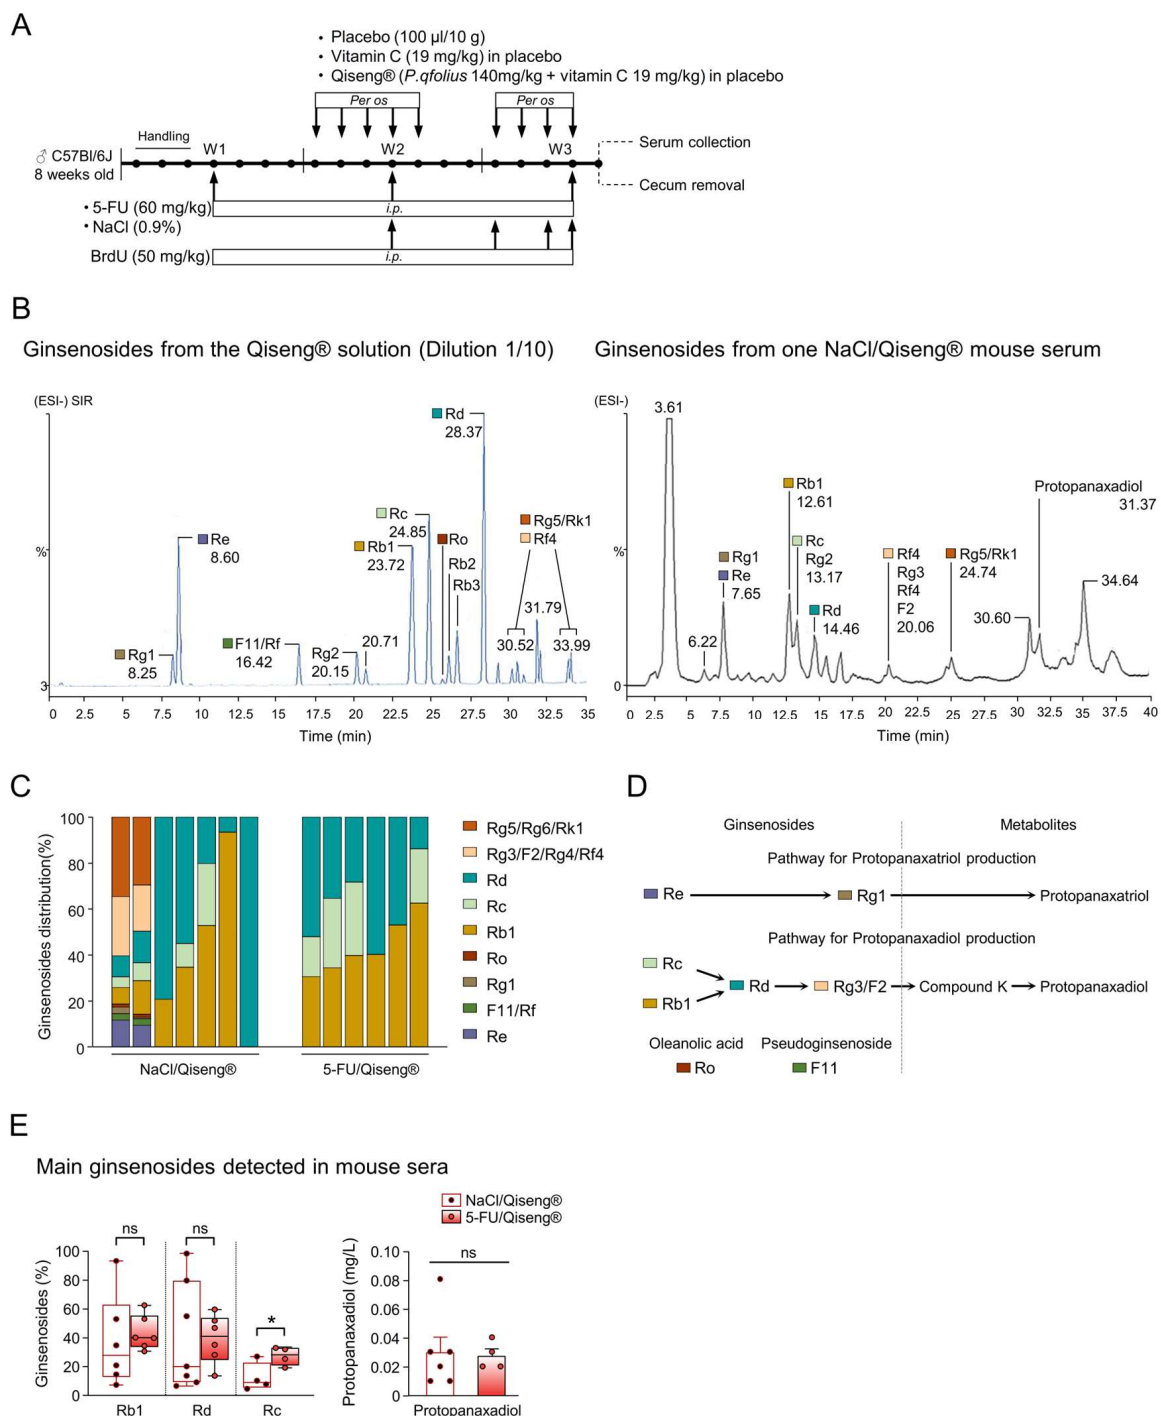 A
• Placebo (100 µl/10 g)
• Vitamin C (19 mg/kg) in placebo
• Qiseng® (P.qfolius 140mg/kg + vitamin C 19 mg/kg) in placebo
Per os
Per os
Handling
W1
W2
W3
♂ C57Bl/6J
8 weeks old
Serum collection
Cecum removal
• 5-FU (60 mg/kg)
i.p.
• NaCl (0.9%)
BrdU (50 mg/kg)
i.p.
B
Ginsenosides from the Qiseng® solution (Dilution 1/10)
(ESI-) SIR
%
3
Rg1
8.25
Re
8.60
F11/Rf
16.42
Rg2
20.15
20.71
Rb1
23.72
Rc
24.85
Ro
Rb2
Rb3
Rd
28.37
Rg5/Rk1
Rf4
30.52
31.79
33.99
0 2.5 5 7.5 10 12.5 15 17.5 20 22.5 25 27.5 30 32.5 35
Time (min)
Ginsenosides from one NaCl/Qiseng® mouse serum
(ESI-)
%
0
3.61
6.22
Rg1
Re
7.65
Rb1
12.61
Rc
Rg2
13.17
Rd
14.46
Rf4
Rg3
Rf4
F2
20.06
Rg5/Rk1
24.74
30.60
Protopanaxadiol
31.37
34.64
0 2.5 5 7.5 10 12.5 15 17.5 20 22.5 25 27.5 30 32.5 35 37.5 40
Time (min)
C
Ginsenosides distribution(%)
100
80
60
40
20
0
NaCl/Qiseng®
5-FU/Qiseng®
Rg5/Rg6/Rk1
Rg3/F2/Rg4/Rf4
Rd
Rc
Rb1
Ro
Rg1
F11/Rf
Re
D
Ginsenosides
Metabolites
Pathway for Protopanaxatriol production
Re
Rg1
Protopanaxatriol
Pathway for Protopanaxadiol production
Rc
Rb1
Rd
Rg3/F2
Compound K
Protopanaxadiol
Oleanolic acid
Pseudoginsenoside
Ro
F11
E
Main ginsenosides detected in mouse sera
NaCl/Qiseng®
5-FU/Qiseng®
Ginsenosides (%)
100
80
60
40
20
0
ns
ns
*
Rb1
Rd
Rc
Protopanaxadiol (mg/L)
0.10
0.08
0.06
0.04
0.02
0
ns
Protopanaxadiol